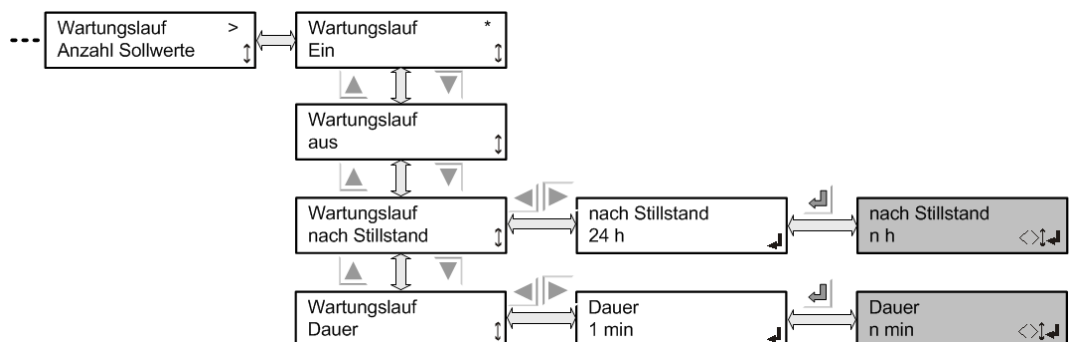 Wartungslauf >
Anzahl Sollwerte
Wartungslauf *
Ein
Wartungslauf
aus
Wartungslauf
nach Stillstand
nach Stillstand
24 h
nach Stillstand
n h <>
Wartungslauf
Dauer
Dauer
1 min
Dauer
n min <>